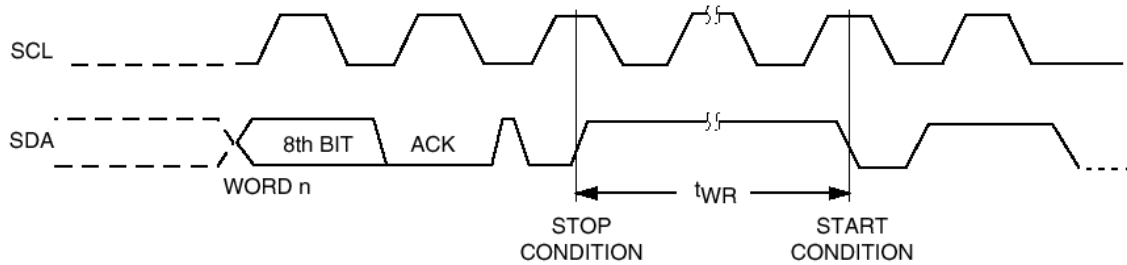 SCL
SDA
8th BIT
ACK
WORD n
tWR
STOP
CONDITION
START
CONDITION